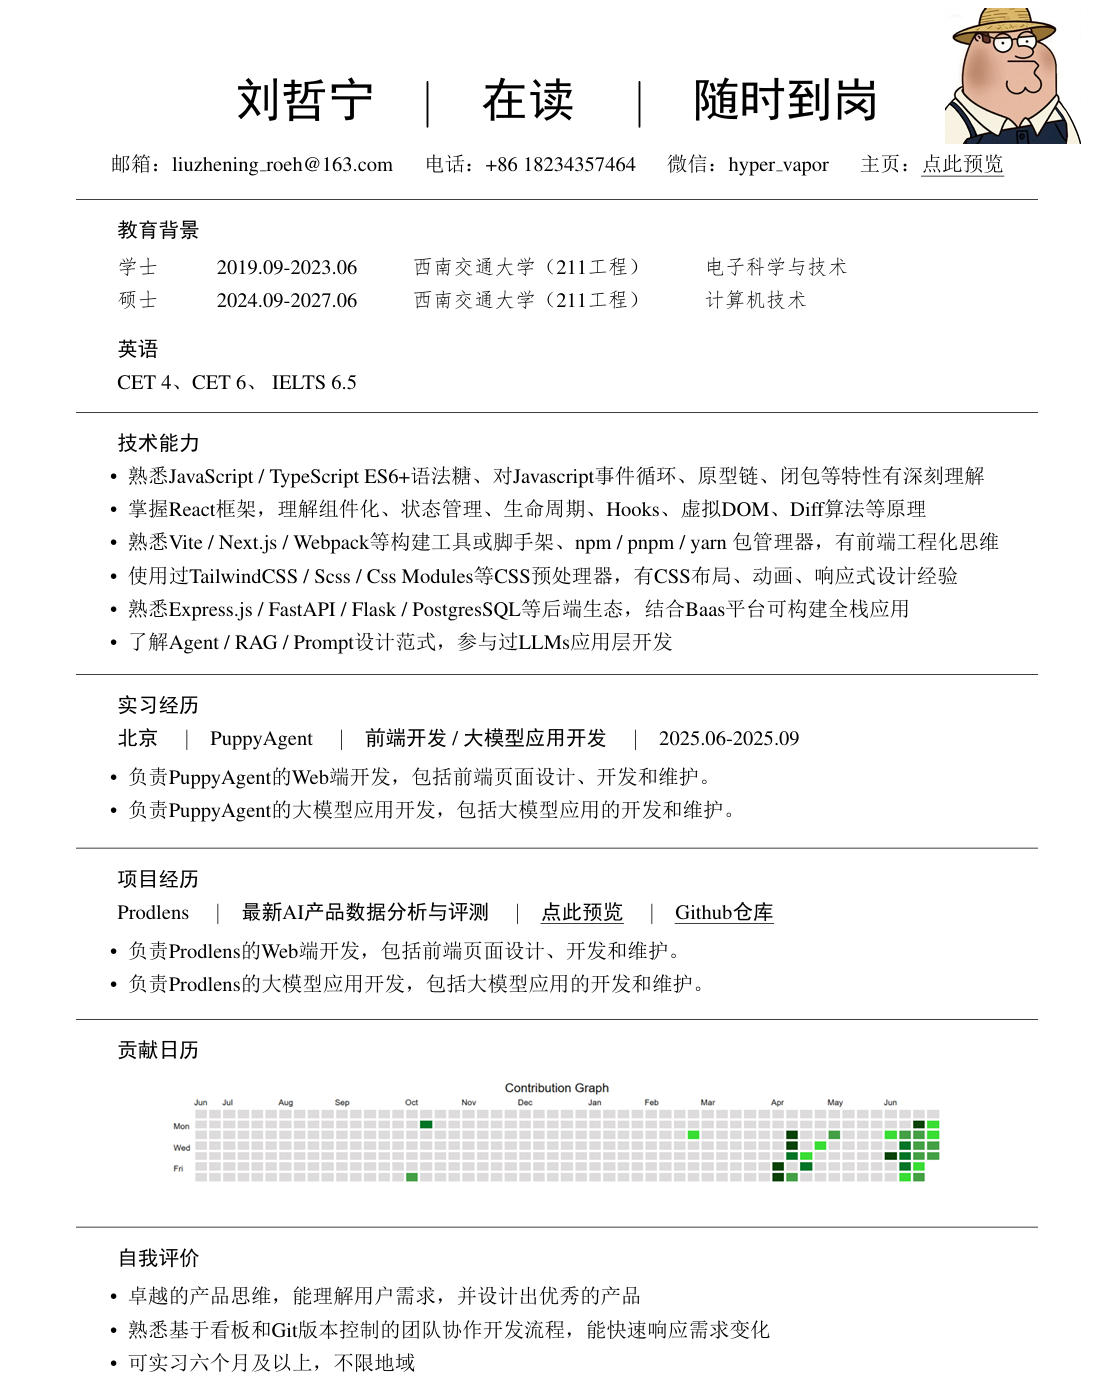 刘哲宁 | 在读 | 随时到岗
邮箱：liuzhening_roeh@163.com 电话：+86 18234357464 微信：hyper_vapor 主页：点此预览
教育背景
学士 2019.09-2023.06 西南交通大学（211工程） 电子科学与技术
硕士 2024.09-2027.06 西南交通大学（211工程） 计算机技术
英语
CET 4、CET 6、 IELTS 6.5
技术能力
• 熟悉JavaScript / TypeScript ES6+语法糖、对Javascript事件循环、原型链、闭包等特性有深刻理解
• 掌握React框架，理解组件化、状态管理、生命周期、Hooks、虚拟DOM、Diff算法等原理
• 熟悉Vite / Next.js / Webpack等构建工具或脚手架、npm / pnpm / yarn 包管理器，有前端工程化思维
• 使用过TailwindCSS / Scss / Css Modules等CSS预处理器，有CSS布局、动画、响应式设计经验
• 熟悉Express.js / FastAPI / Flask / PostgresSQL等后端生态，结合Baas平台可构建全栈应用
• 了解Agent / RAG / Prompt设计范式，参与过LLMs应用层开发
实习经历
北京 | PuppyAgent | 前端开发 / 大模型应用开发 | 2025.06-2025.09
• 负责PuppyAgent的Web端开发，包括前端页面设计、开发和维护。
• 负责PuppyAgent的大模型应用开发，包括大模型应用的开发和维护。
项目经历
Prodlens | 最新AI产品数据分析与评测 | 点此预览 | Github仓库
• 负责Prodlens的Web端开发，包括前端页面设计、开发和维护。
• 负责Prodlens的大模型应用开发，包括大模型应用的开发和维护。
贡献日历
Contribution Graph
Jun Jul Aug Sep Oct Nov Dec Jan Feb Mar Apr May Jun
Mon
Wed
Fri
自我评价
• 卓越的产品思维，能理解用户需求，并设计出优秀的产品
• 熟悉基于看板和Git版本控制的团队协作开发流程，能快速响应需求变化
• 可实习六个月及以上，不限地域